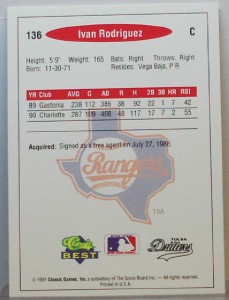 136 Ivan Rodriguez C
Height: 5'9" Weight: 165 Bats: Right Throws: Right
Born: 11-30-71 Resides: Vega Baja, P.R.
YR Club AVG G AB R H 2B 3B HR RBI
89 Gastonia .238 112 386 38 92 22 1 7 42
90 Charlotte .287 109 408 48 117 17 7 2 55
Acquired: Signed as a free agent on July 27, 1988.
Rangers
TM
Classic
BEST
TULSA
Drillers
© 1991 Classic Games, Inc. a subsidiary of The Score Board Inc. — All rights reserved.
Printed in U.S.A.